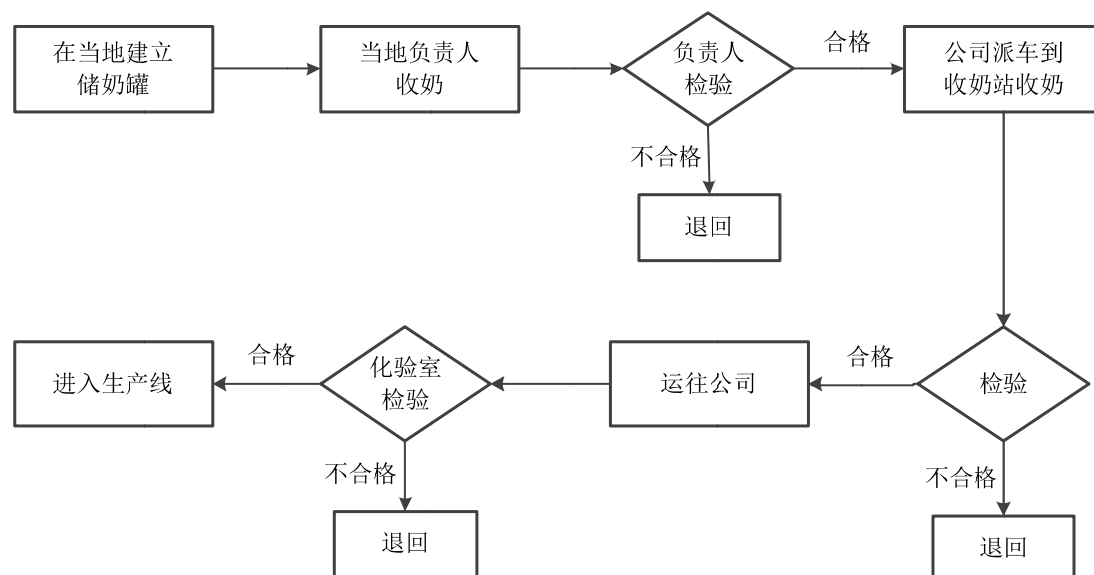 在当地建立
储奶罐
当地负责人
收奶
负责人
检验
合格
公司派车到
收奶站收奶
不合格
退回
进入生产线
合格
化验室
检验
运往公司
合格
检验
不合格
退回
不合格
退回